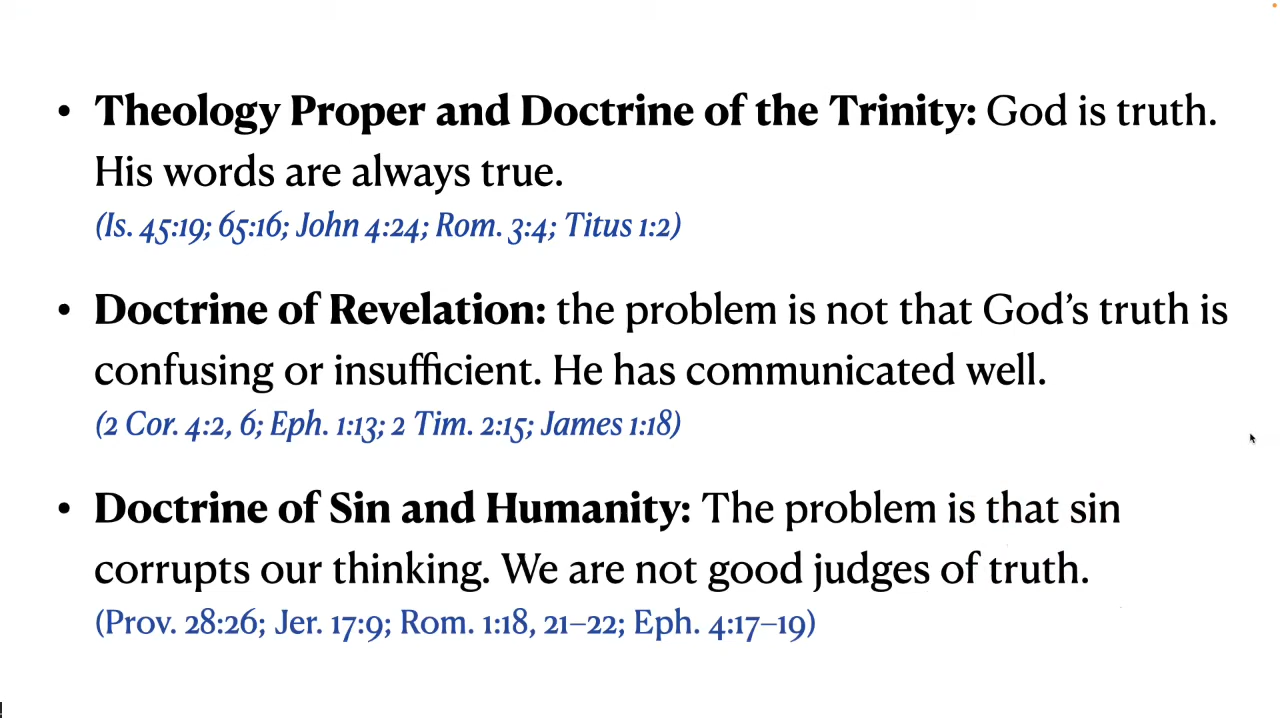 • Theology Proper and Doctrine of the Trinity: God is truth.
His words are always true.
(Is. 45:19; 65:16; John 4:24; Rom. 3:4; Titus 1:2)
• Doctrine of Revelation: the problem is not that God’s truth is
confusing or insufficient. He has communicated well.
(2 Cor. 4:2, 6; Eph. 1:13; 2 Tim. 2:15; James 1:18)
• Doctrine of Sin and Humanity: The problem is that sin
corrupts our thinking. We are not good judges of truth.
(Prov. 28:26; Jer. 17:9; Rom. 1:18, 21–22; Eph. 4:17–19)